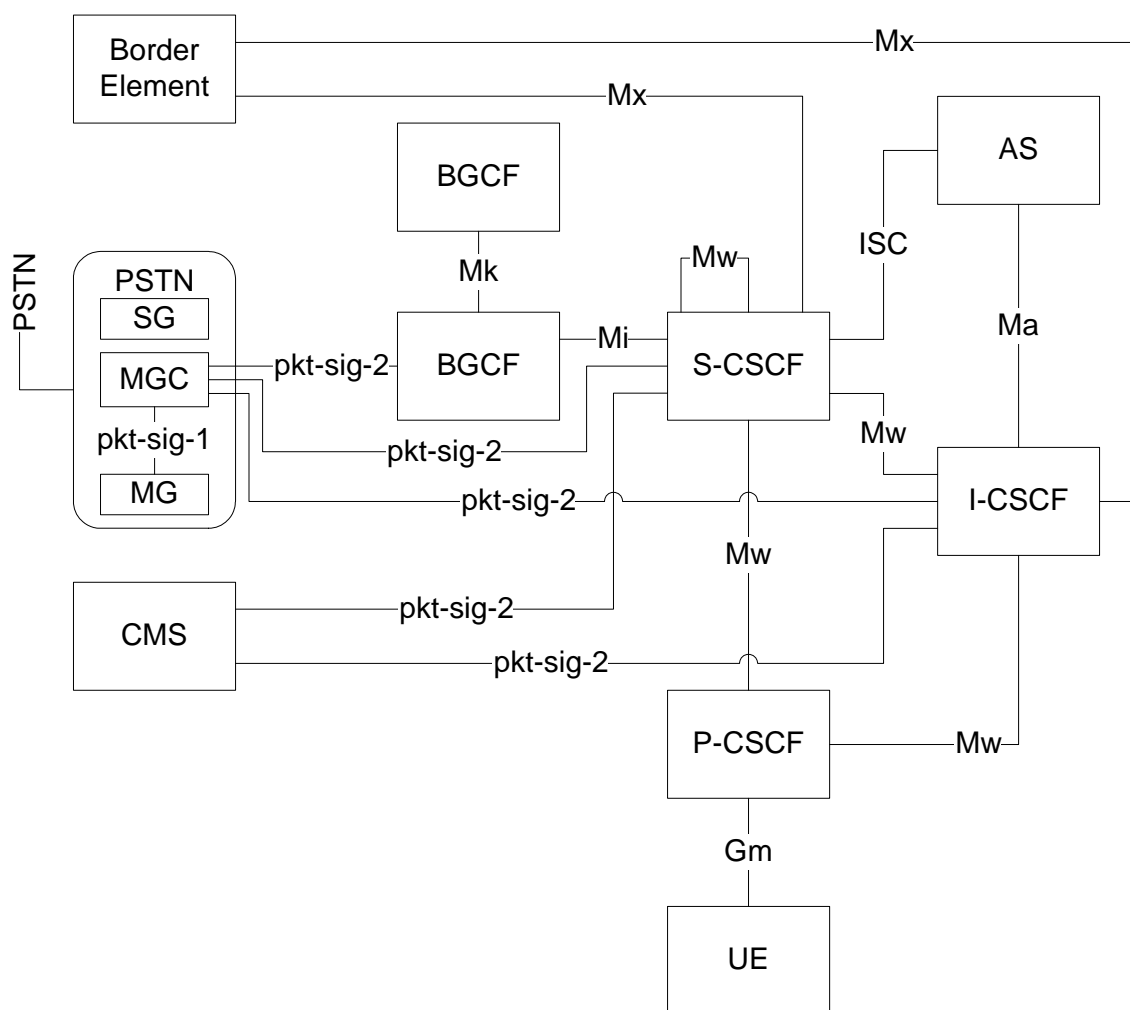 Border
Element
Mx
Mx
AS
BGCF
ISC
Mk
Mw
PSTN
PSTN
SG
MGC
pkt-sig-2
BGCF
Mi
S-CSCF
Ma
pkt-sig-1
pkt-sig-2
Mw
MG
pkt-sig-2
I-CSCF
Mw
CMS
pkt-sig-2
pkt-sig-2
P-CSCF
Mw
Gm
UE